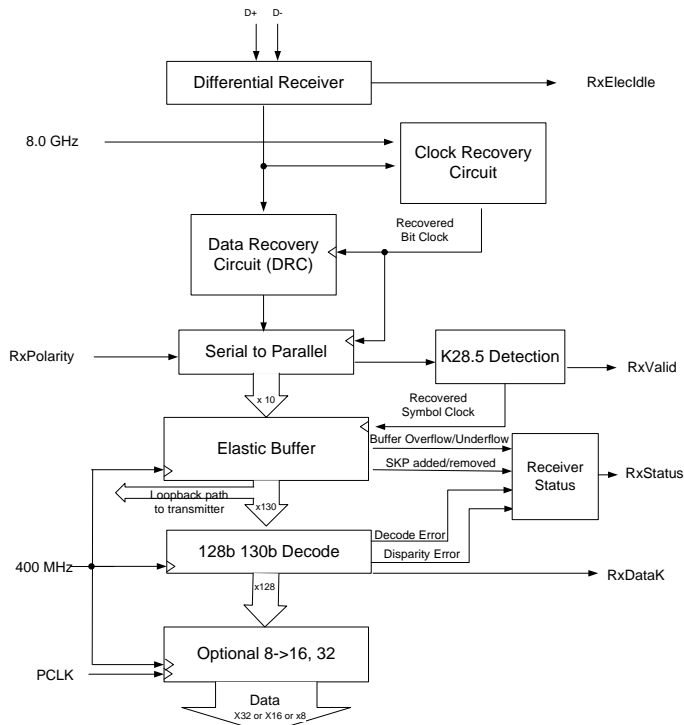 D+ D-
Differential Receiver
RxElecIdle
8.0 GHz
Clock Recovery
Circuit
Recovered
Bit Clock
Data Recovery
Circuit (DRC)
RxPolarity
Serial to Parallel
K28.5 Detection
RxValid
x 10
Recovered
Symbol Clock
Elastic Buffer
Buffer Overflow/Underflow
SKP added/removed
Receiver
Status
RxStatus
Loopback path
to transmitter
x130
Decode Error
128b 130b Decode
Disparity Error
400 MHz
RxDataK
x128
Optional 8->16, 32
PCLK
Data
X32 or X16 or x8